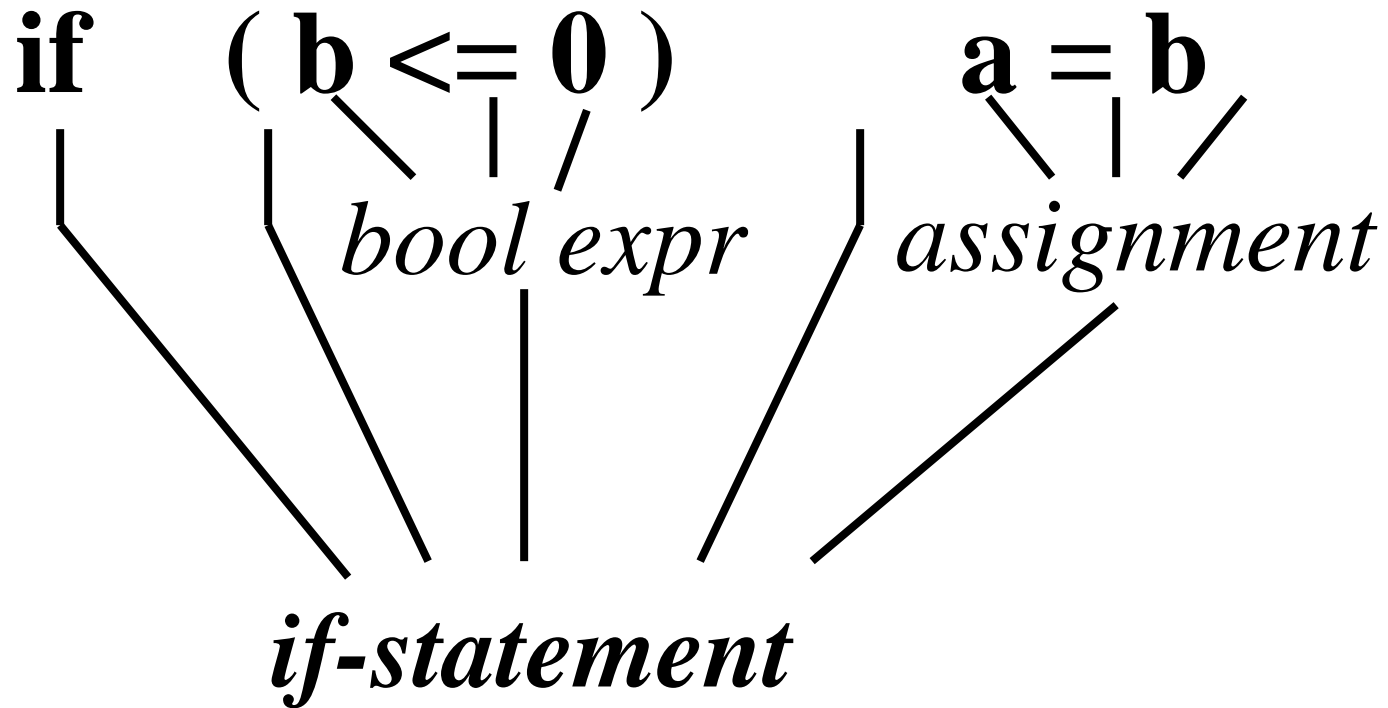 if ( b <= 0 ) a = b
bool expr assignment
if-statement